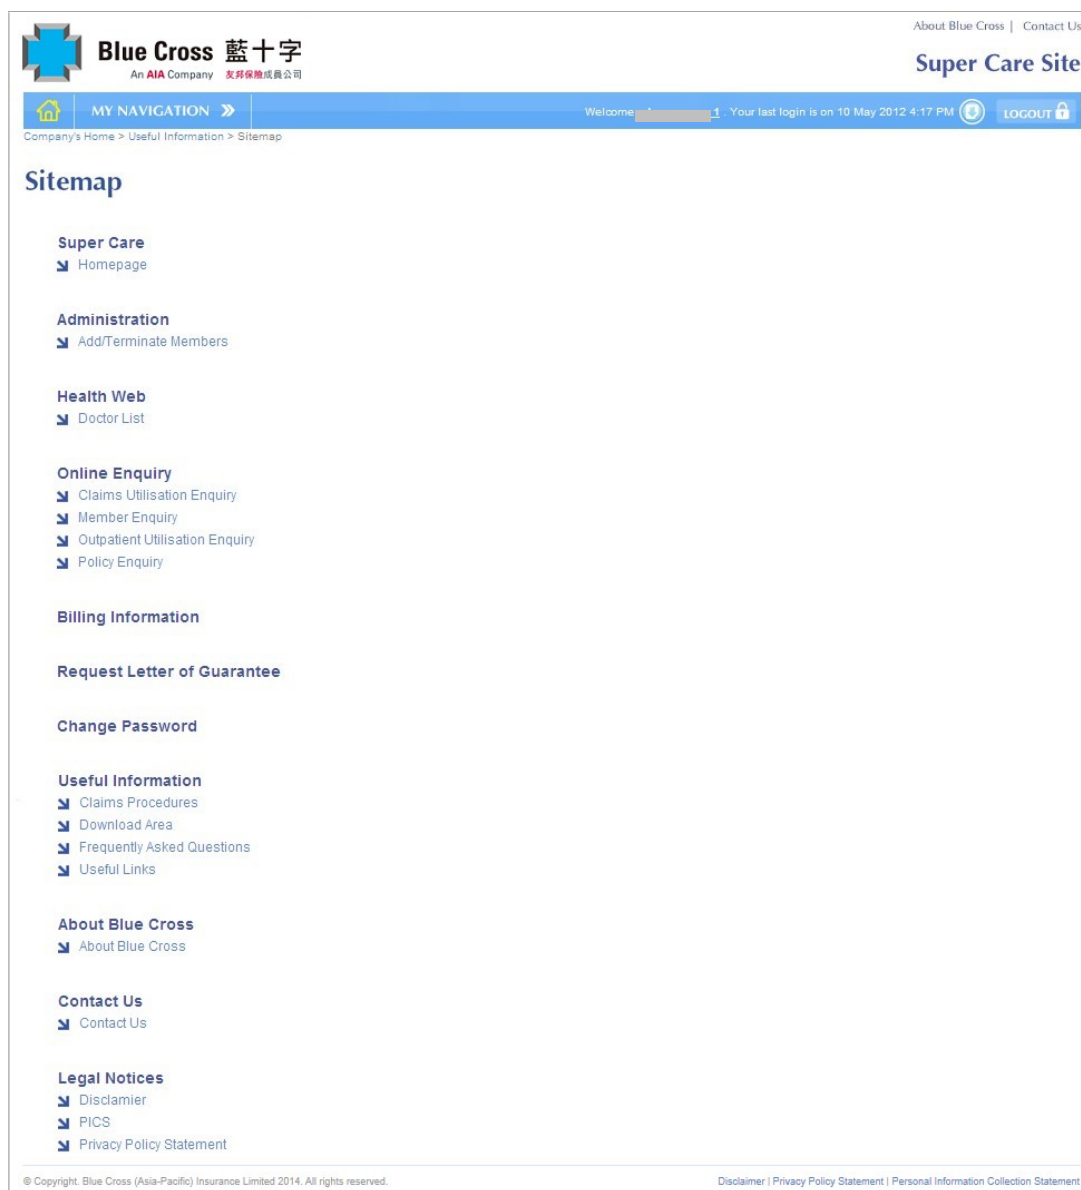 About Blue Cross | Contact Us
Blue Cross 藍十字
An AIA Company 友邦保險成員公司
Super Care Site
MY NAVIGATION
Welcome 1 . Your last login is on 10 May 2012 4:17 PM
LOGOUT
Company's Home > Useful Information > Sitemap
Sitemap
Super Care
Homepage
Administration
Add/Terminate Members
Health Web
Doctor List
Online Enquiry
Claims Utilisation Enquiry
Member Enquiry
Outpatient Utilisation Enquiry
Policy Enquiry
Billing Information
Request Letter of Guarantee
Change Password
Useful Information
Claims Procedures
Download Area
Frequently Asked Questions
Useful Links
About Blue Cross
About Blue Cross
Contact Us
Contact Us
Legal Notices
Disclamier
PICS
Privacy Policy Statement
© Copyright. Blue Cross (Asia-Pacific) Insurance Limited 2014. All rights reserved.
Disclaimer | Privacy Policy Statement | Personal Information Collection Statement